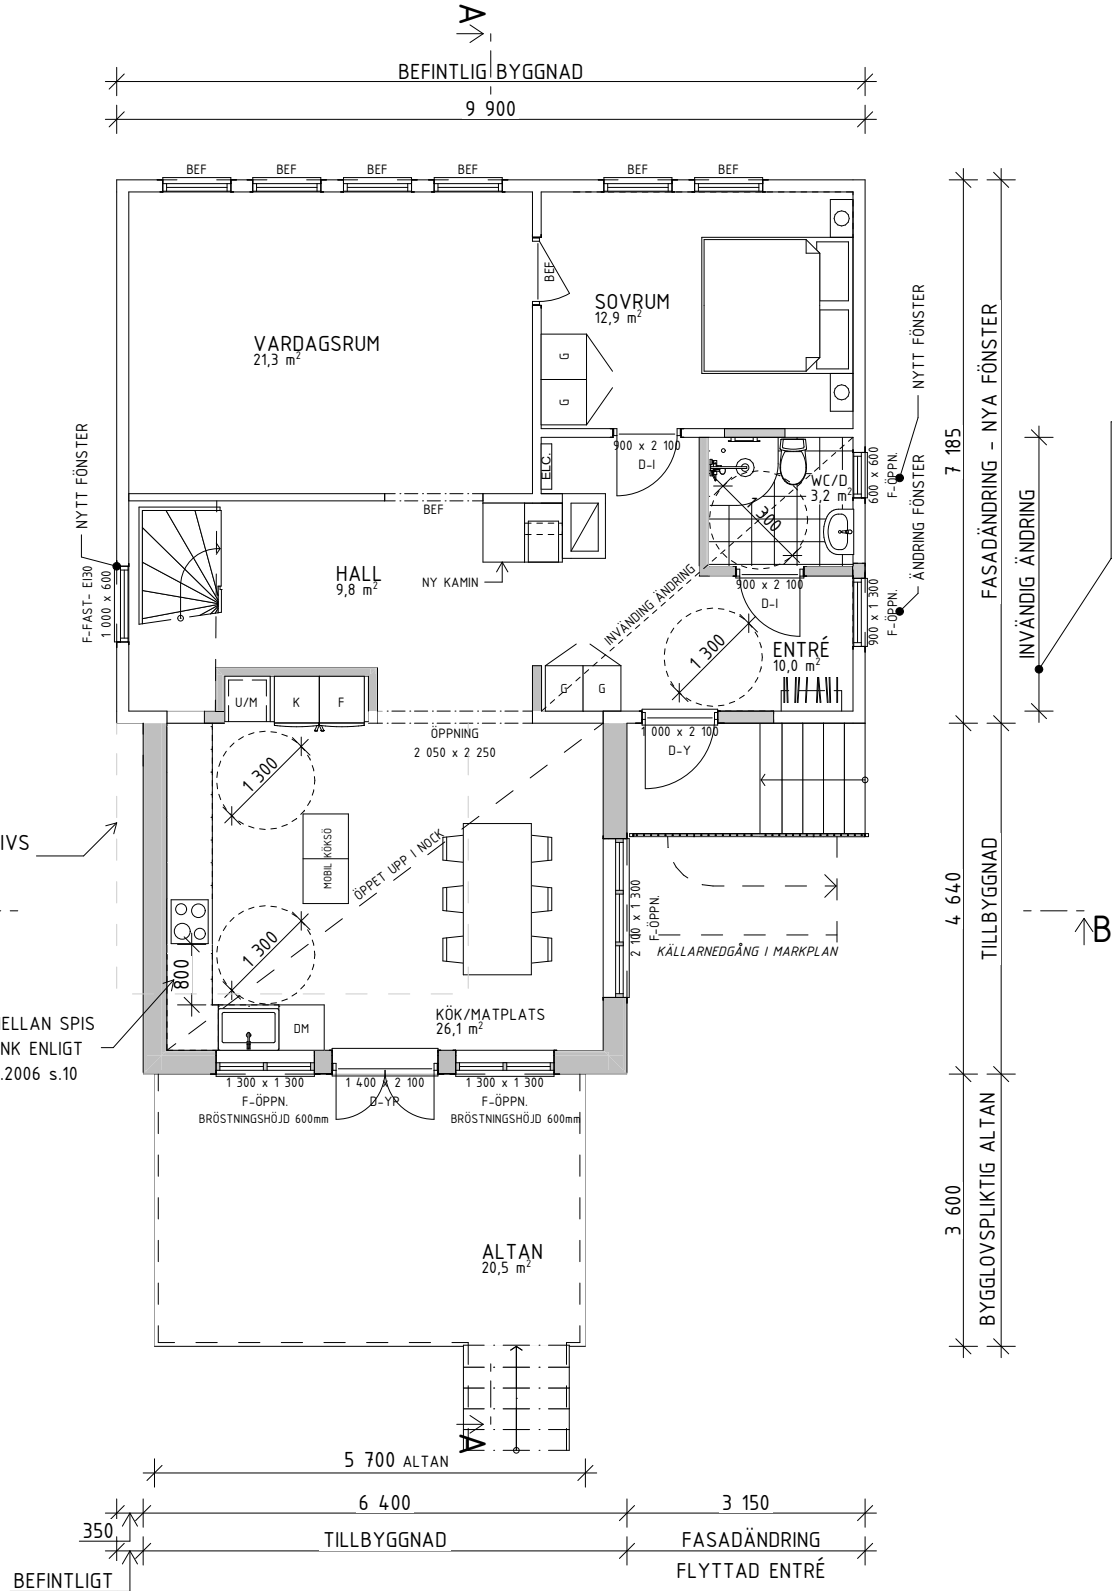 A
BEFINTLIG BYGGNAD
9 900
BEF
BEF
BEF
BEF
BEF
BEF
BEF
SOVRUM
12,9 m²
VARDAGSRUM
21,3 m²
G
G
NYTT FÖNSTER
NYTT FÖNSTER
ÄNDRING FÖNSTER
7 185
FASADÄNDRING - NYA FÖNSTER
INVÄNDIG ÄNDRING
900 x 2 100
D-I
ELC.
WC/D
3,2 m²
1 300
600 x 600
F-ÖPPN.
BEF
HALL
9,8 m²
NY KAMIN
F-FAST- EI30
1 000 x 600
INVÄNDING ÄNDRING
900 x 2 100
D-I
900 x 1 300
F-ÖPPN.
ENTRÉ
10,0 m²
1 300
U/M
K
F
G
G
ÖPPNING
2 050 x 2 250
1 000 x 2 100
D-Y
1 300
MOBIL KÖKSÖ
ÖPPET UPP I NOCK
IVS
4 640
TILLBYGGNAD
B
2 100 x 1 300
F-ÖPPN.
KÄLLARNEDGÅNG I MARKPLAN
1 300
800
KÖK/MATPLATS
26,1 m²
DM
ELLAN SPIS
NK ENLIGT
.2006 s.10
1 300 x 1 300
F-ÖPPN.
BRÖSTNINGSHÖJD 600mm
1 400 x 2 100
D-YP
1 300 x 1 300
F-ÖPPN.
BRÖSTNINGSHÖJD 600mm
3 600
BYGGLOVSPLIKTIG ALTAN
ALTAN
20,5 m²
A
5 700 ALTAN
6 400
3 150
350
TILLBYGGNAD
FASADÄNDRING
FLYTTAD ENTRÉ
BEFINTLIGT